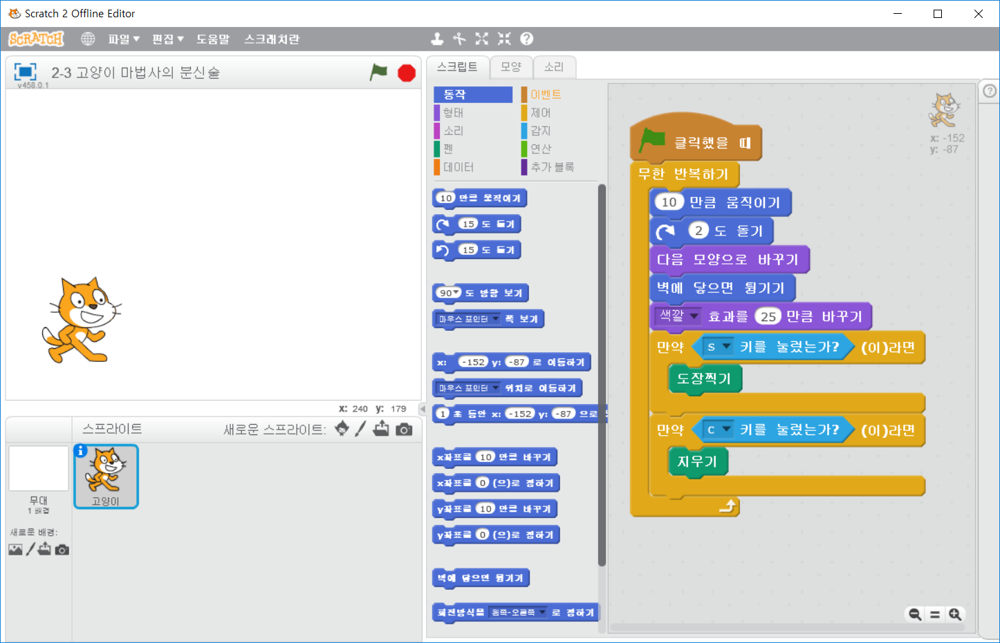 Scratch 2 Offline Editor
SCRATCH
파일 편집 도움말 스크래치란
2-3 고양이 마법사의 분신술
v458.0.1
스크립트 모양 소리
동작 이벤트
형태 제어
소리 감지
펜 연산
데이터 추가 블록
10 만큼 움직이기
15 도 돌기
15 도 돌기
90 도 방향 보기
마우스 포인터 쪽 보기
x: -152 y: -87 로 이동하기
마우스 포인터 위치로 이동하기
1 초 동안 x: -152 y: -87 으로
x좌표를 10 만큼 바꾸기
x좌표를 0 (으)로 정하기
y좌표를 10 만큼 바꾸기
y좌표를 0 (으)로 정하기
벽에 닿으면 튕기기
회전방식을 왼쪽-오른쪽 로 정하기
클릭했을 때
무한 반복하기
10 만큼 움직이기
2 도 돌기
다음 모양으로 바꾸기
벽에 닿으면 튕기기
색깔 효과를 25 만큼 바꾸기
만약 s 키를 눌렀는가? (이)라면
도장찍기
만약 c 키를 눌렀는가? (이)라면
지우기
x: -152
y: -87
x: 240 y: 179
스프라이트 새로운 스프라이트:
고양이
무대
1 배경
새로운 배경: